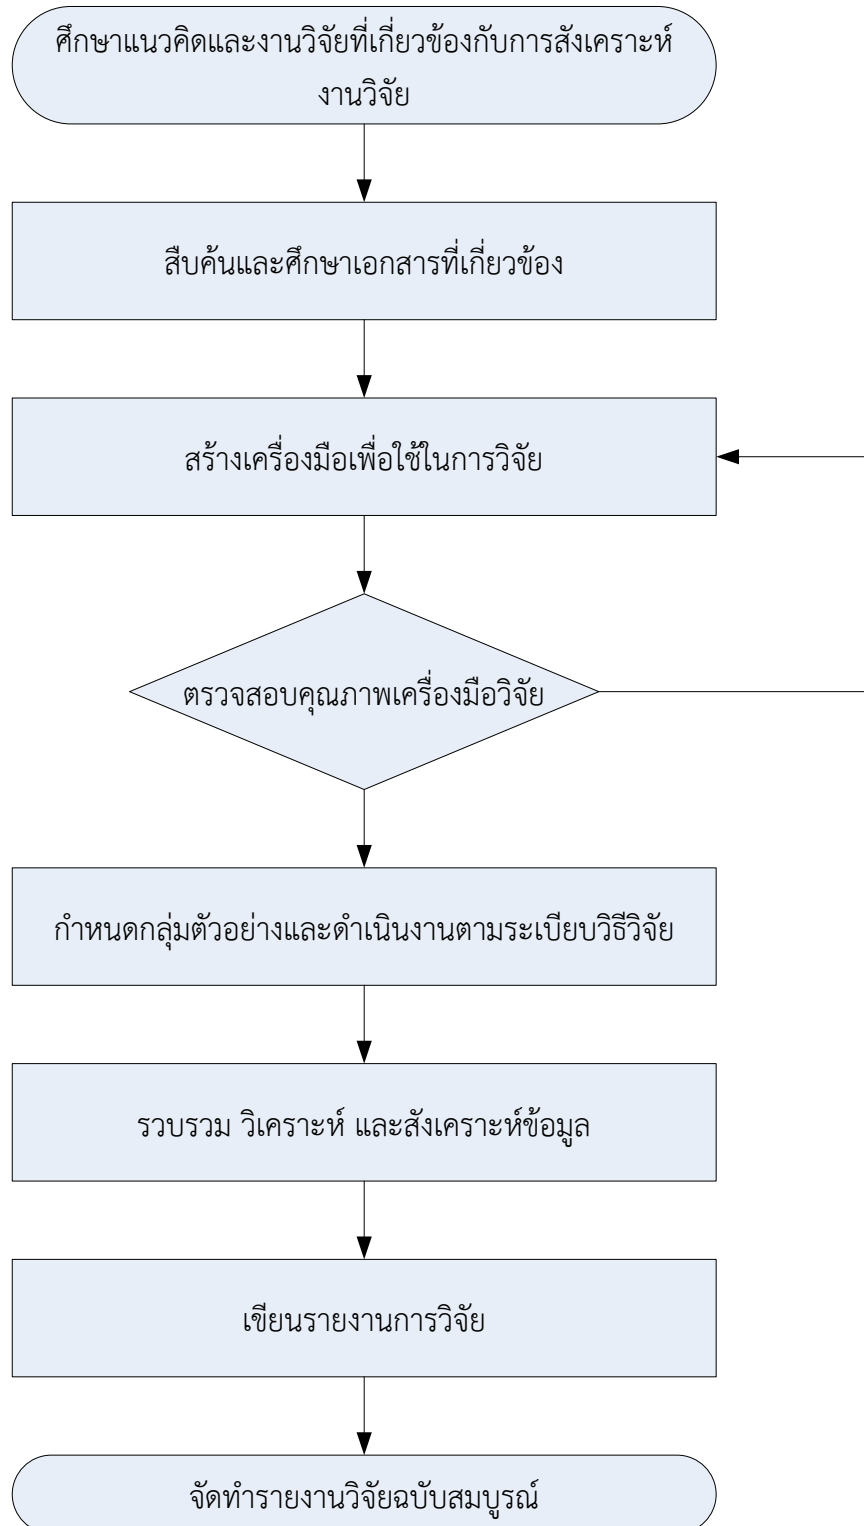 ศึกษาแนวคิดและงานวิจัยที่เกี่ยวข้องกับการสังเคราะห์
งานวิจัย
สืบค้นและศึกษาเอกสารที่เกี่ยวข้อง
สร้างเครื่องมือเพื่อใช้ในการวิจัย
ตรวจสอบคุณภาพเครื่องมือวิจัย
กำหนดกลุ่มตัวอย่างและดำเนินงานตามระเบียบวิธีวิจัย
รวบรวม วิเคราะห์ และสังเคราะห์ข้อมูล
เขียนรายงานการวิจัย
จัดทำรายงานวิจัยฉบับสมบูรณ์